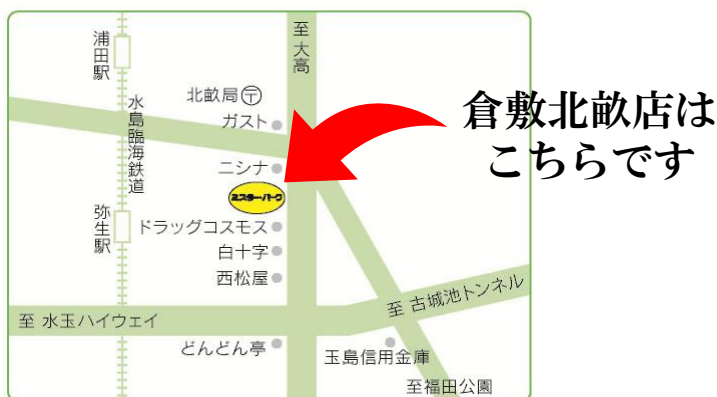 浦田駅
至大高
水島臨海鉄道
北畝局〒
ガスト
倉敷北畝店は
こちらです
ニシナ
ミスターバーク
弥生駅
ドラッグコスモス
白十字
西松屋
至 古城池トンネル
至 水玉ハイウェイ
どんどん亭
玉島信用金庫
至福田公園